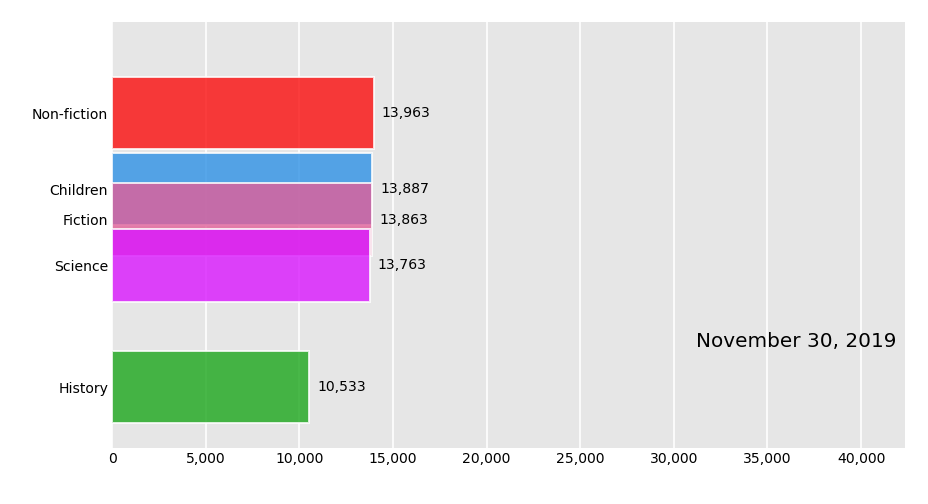 Non-fiction 13,963
Children 13,887
Fiction 13,863
Science 13,763
November 30, 2019
History 10,533
0 5,000 10,000 15,000 20,000 25,000 30,000 35,000 40,000